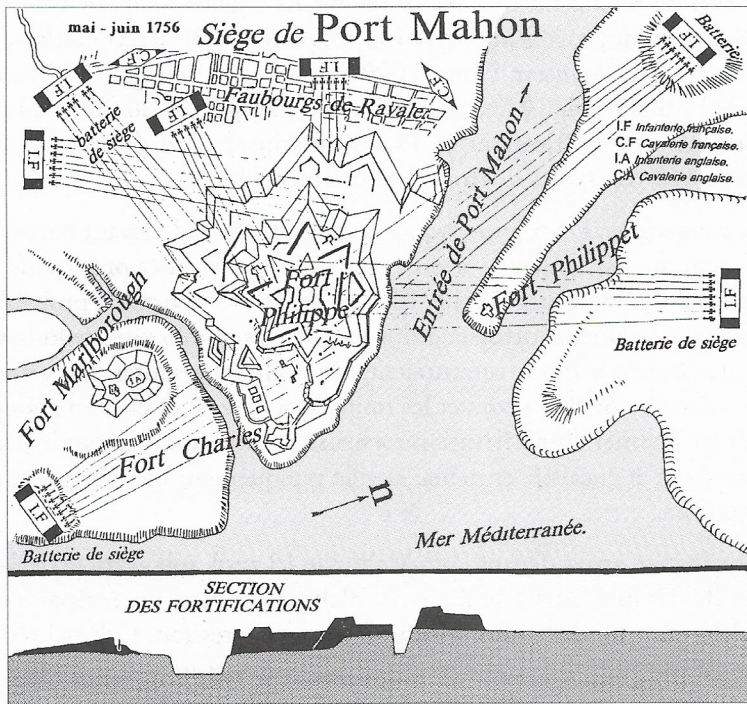 mai - juin 1756
Siège de Port Mahon
C.F
Batterie
I.F
I.F
I.F
C.F
I.F
Faubourgs de Ravale.
batterie
de siège
I.F
I.F Infanterie française.
C.F Cavalerie française.
I.A Infanterie anglaise.
C.A Cavalerie anglaise.
Entrée de Port Mahon
Fort
Philippe
Fort Philippet
I.F
Batterie de siège
Fort Marlborough
I.A
Fort Charles
I.F
n
Batterie de siège
Mer Méditerranée.
SECTION
DES FORTIFICATIONS